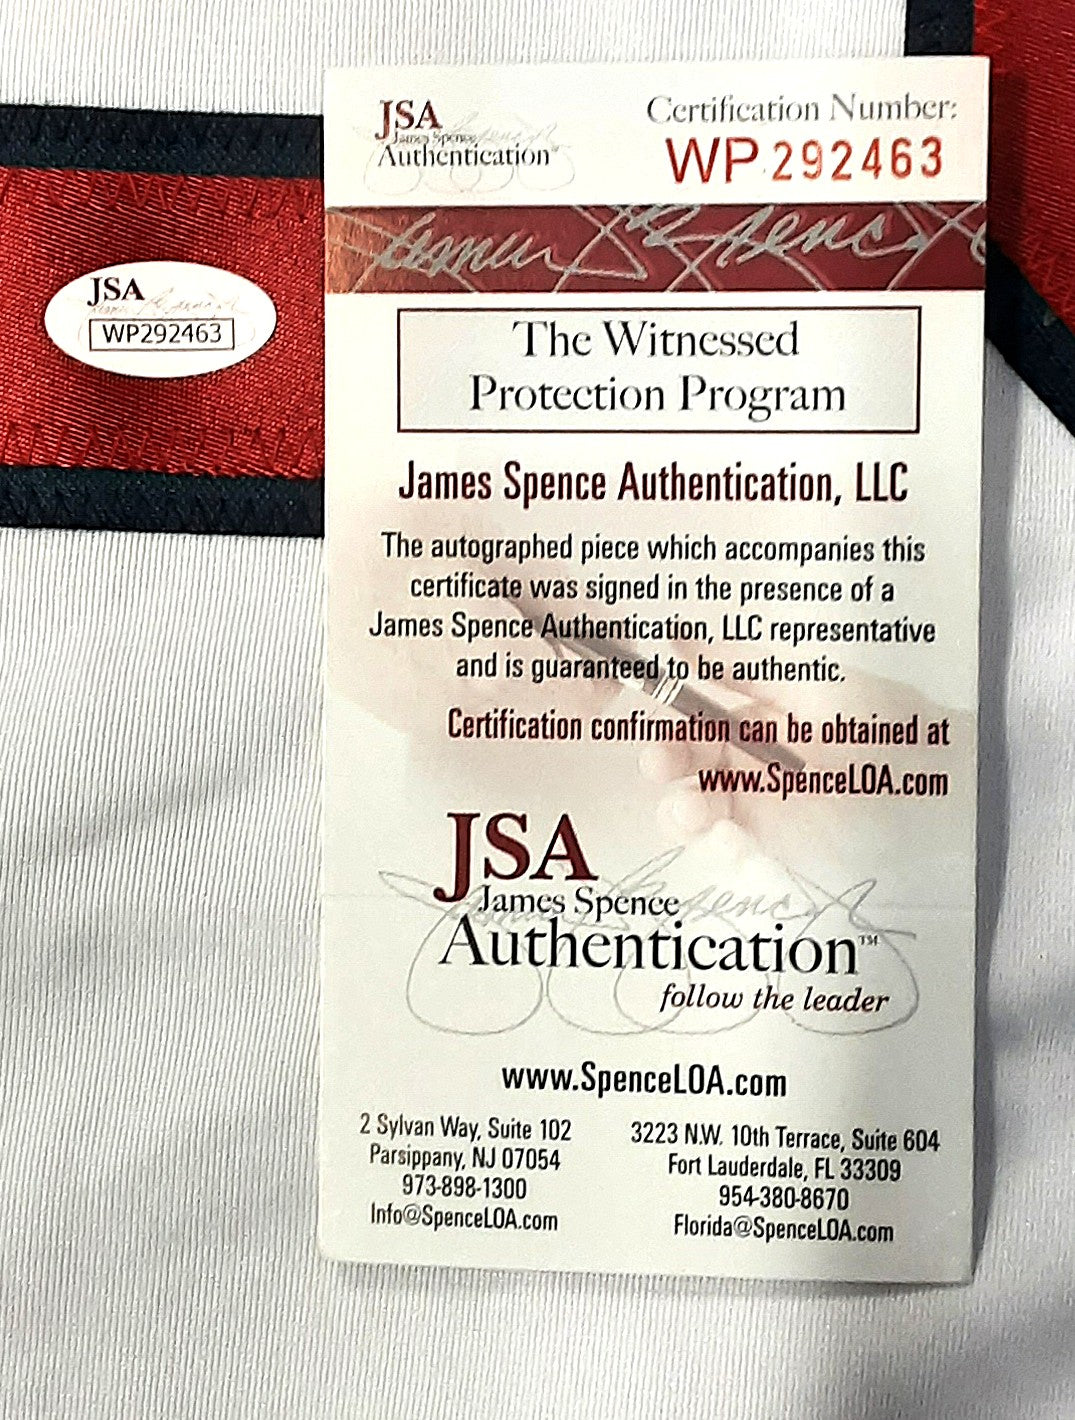 JSA
James Spence
Authentication
Certification Number:
WP292463
James Spence
JSA
WP292463
The Witnessed
Protection Program
James Spence Authentication, LLC
The autographed piece which accompanies this
certificate was signed in the presence of a
James Spence Authentication, LLC representative
and is guaranteed to be authentic.
Certification confirmation can be obtained at
www.SpenceLOA.com
JSA
James Spence
Authentication™
follow the leader
www.SpenceLOA.com
2 Sylvan Way, Suite 102
Parsippany, NJ 07054
973-898-1300
Info@SpenceLOA.com
3223 N.W. 10th Terrace, Suite 604
Fort Lauderdale, FL 33309
954-380-8670
Florida@SpenceLOA.com